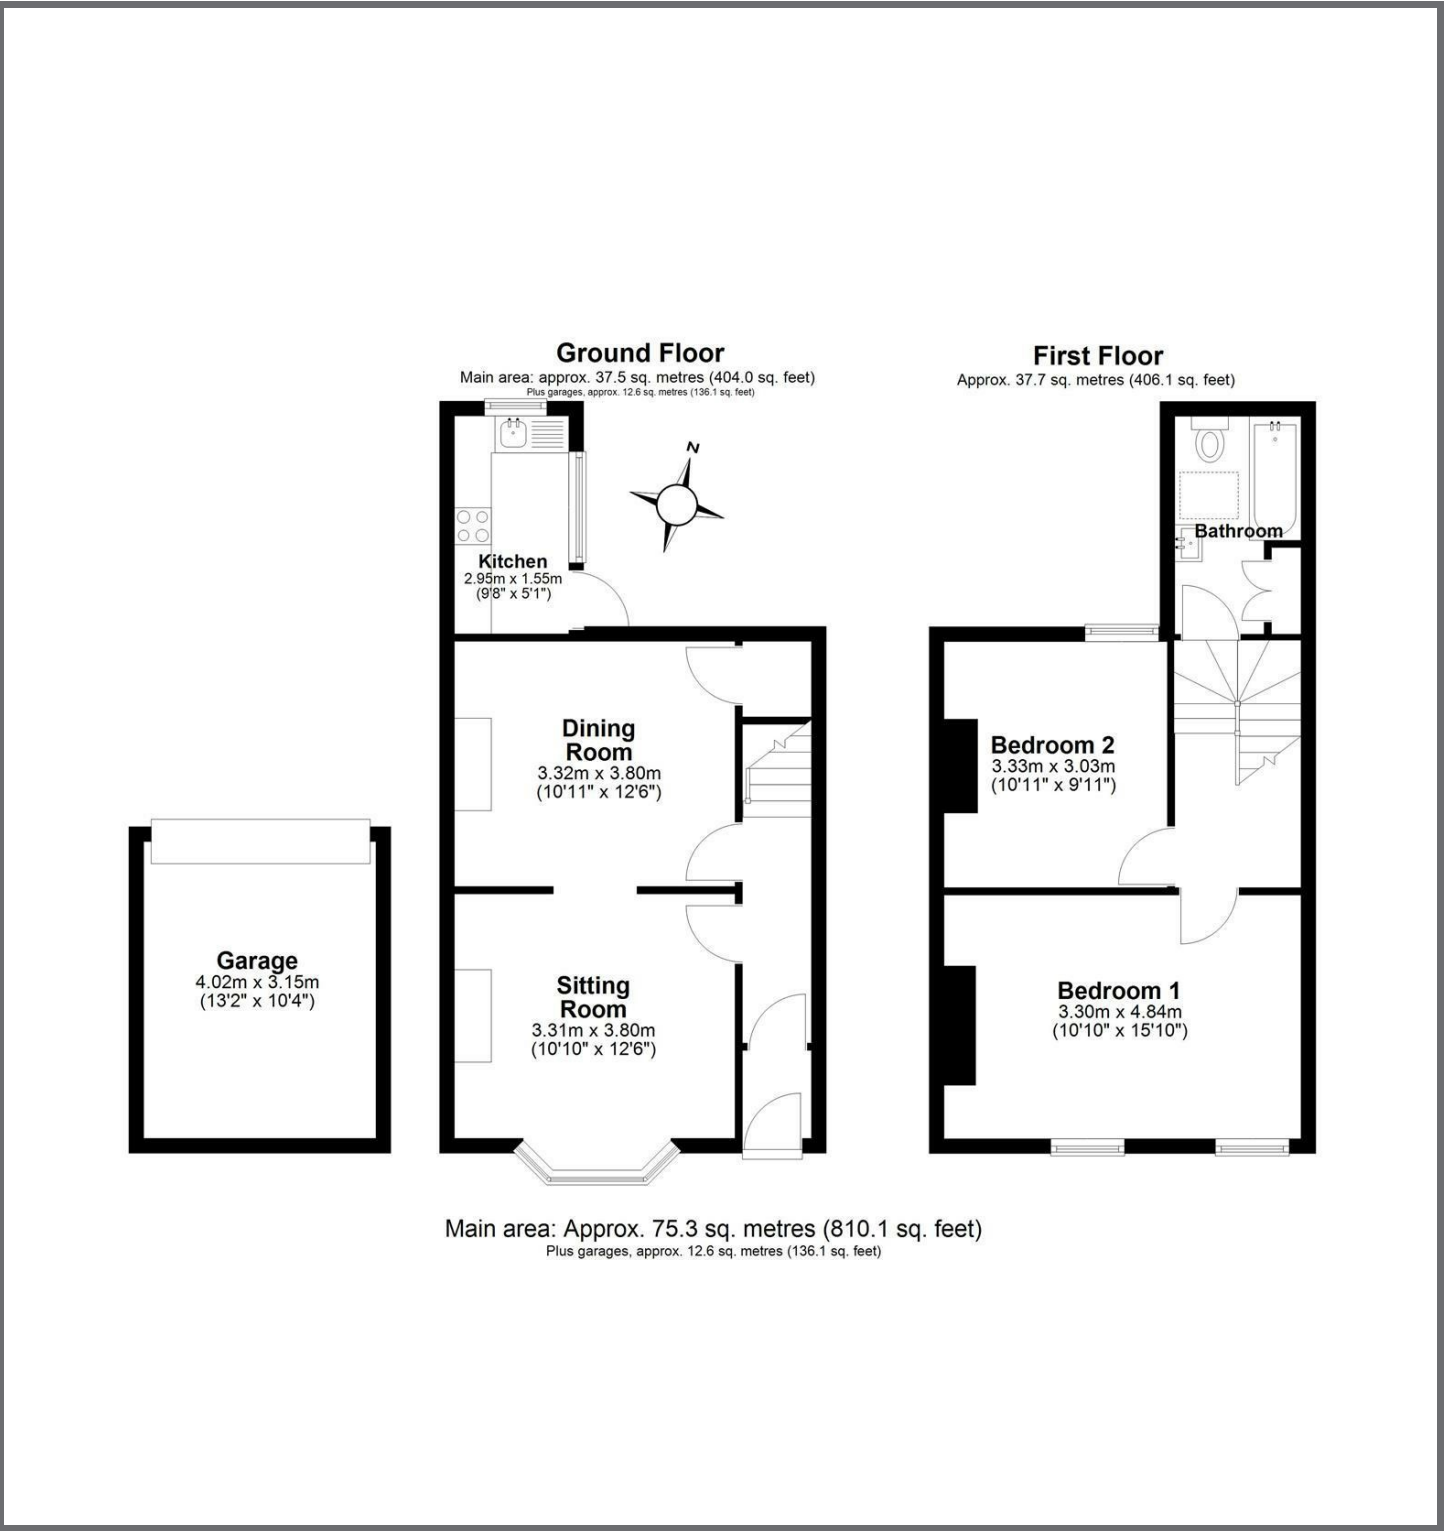 Ground Floor
Main area: approx. 37.5 sq. metres (404.0 sq. feet)
Plus garages, approx. 12.6 sq. metres (136.1 sq. feet)
First Floor
Approx. 37.7 sq. metres (406.1 sq. feet)
N
Kitchen
2.95m x 1.55m
(9'8" x 5'1")
Bathroom
Dining
Room
3.32m x 3.80m
(10'11" x 12'6")
Bedroom 2
3.33m x 3.03m
(10'11" x 9'11")
Garage
4.02m x 3.15m
(13'2" x 10'4")
Sitting
Room
3.31m x 3.80m
(10'10" x 12'6")
Bedroom 1
3.30m x 4.84m
(10'10" x 15'10")
Main area: Approx. 75.3 sq. metres (810.1 sq. feet)
Plus garages, approx. 12.6 sq. metres (136.1 sq. feet)